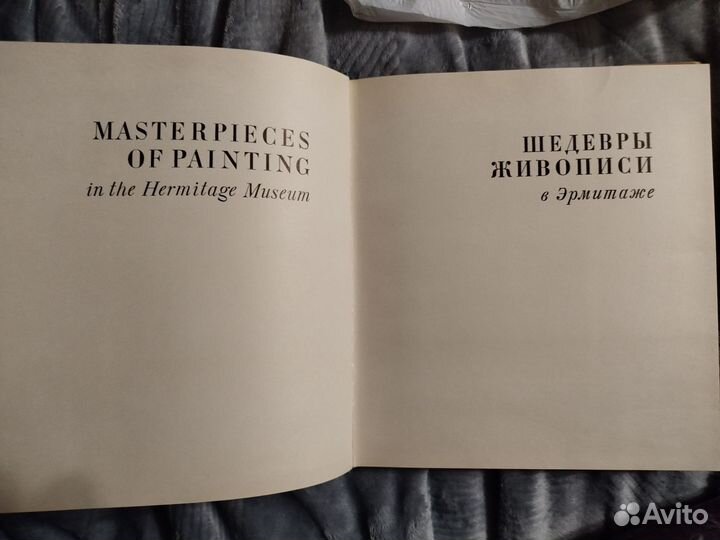 MASTERPIECES
OF PAINTING
in the Hermitage Museum
ШЕДЕВРЫ
ЖИВОПИСИ
в Эрмитаже
Avito